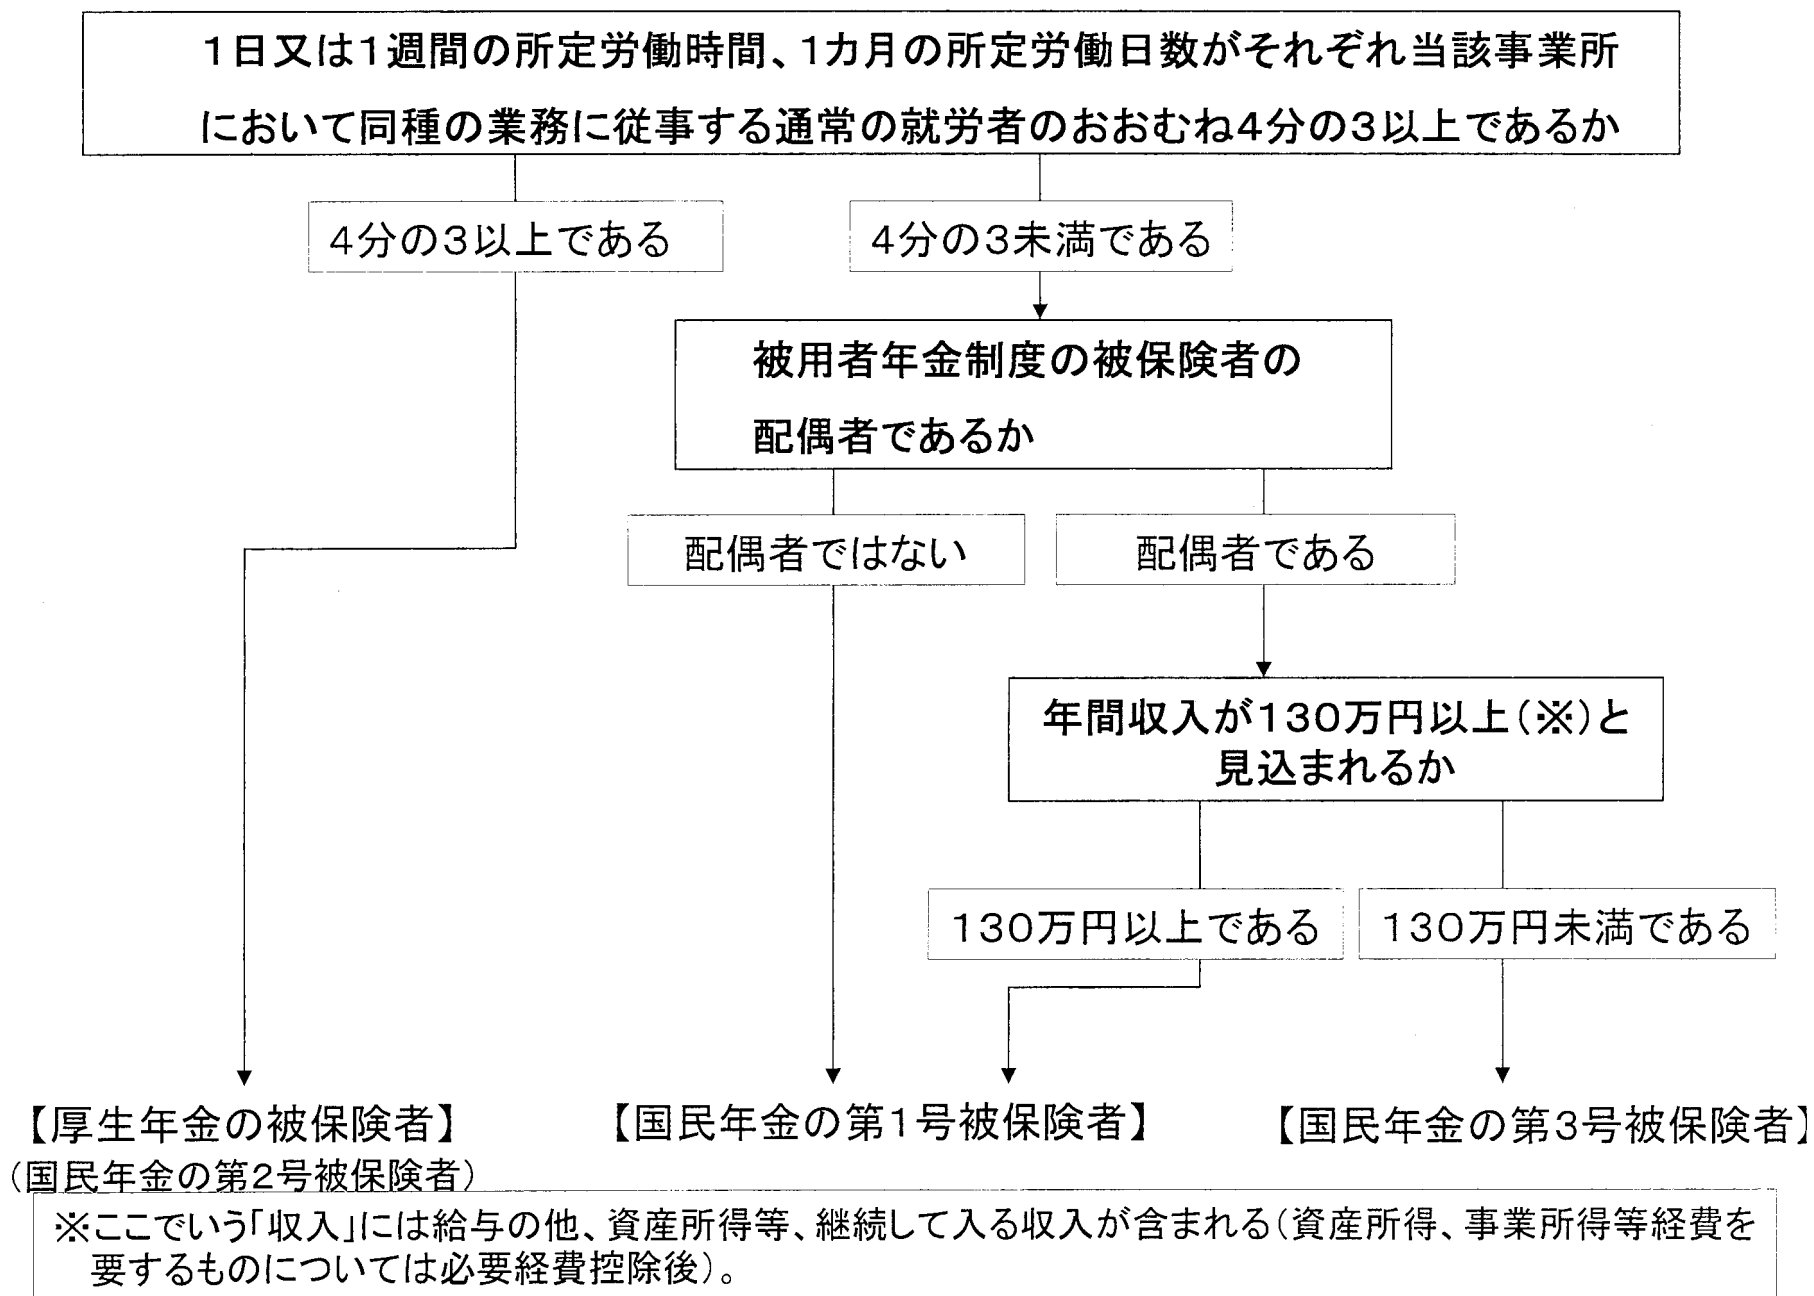 1日又は1週間の所定労働時間、1カ月の所定労働日数がそれぞれ当該事業所
において同種の業務に従事する通常の就労者のおおむね4分の3以上であるか
4分の3以上である
4分の3未満である
被用者年金制度の被保険者の
配偶者であるか
配偶者ではない
配偶者である
年間収入が130万円以上(※)と
見込まれるか
130万円以上である
130万円未満である
【厚生年金の被保険者】
(国民年金の第2号被保険者)
【国民年金の第1号被保険者】
【国民年金の第3号被保険者】
※ここでいう「収入」には給与の他、資産所得等、継続して入る収入が含まれる(資産所得、事業所得等経費を
要するものについては必要経費控除後)。